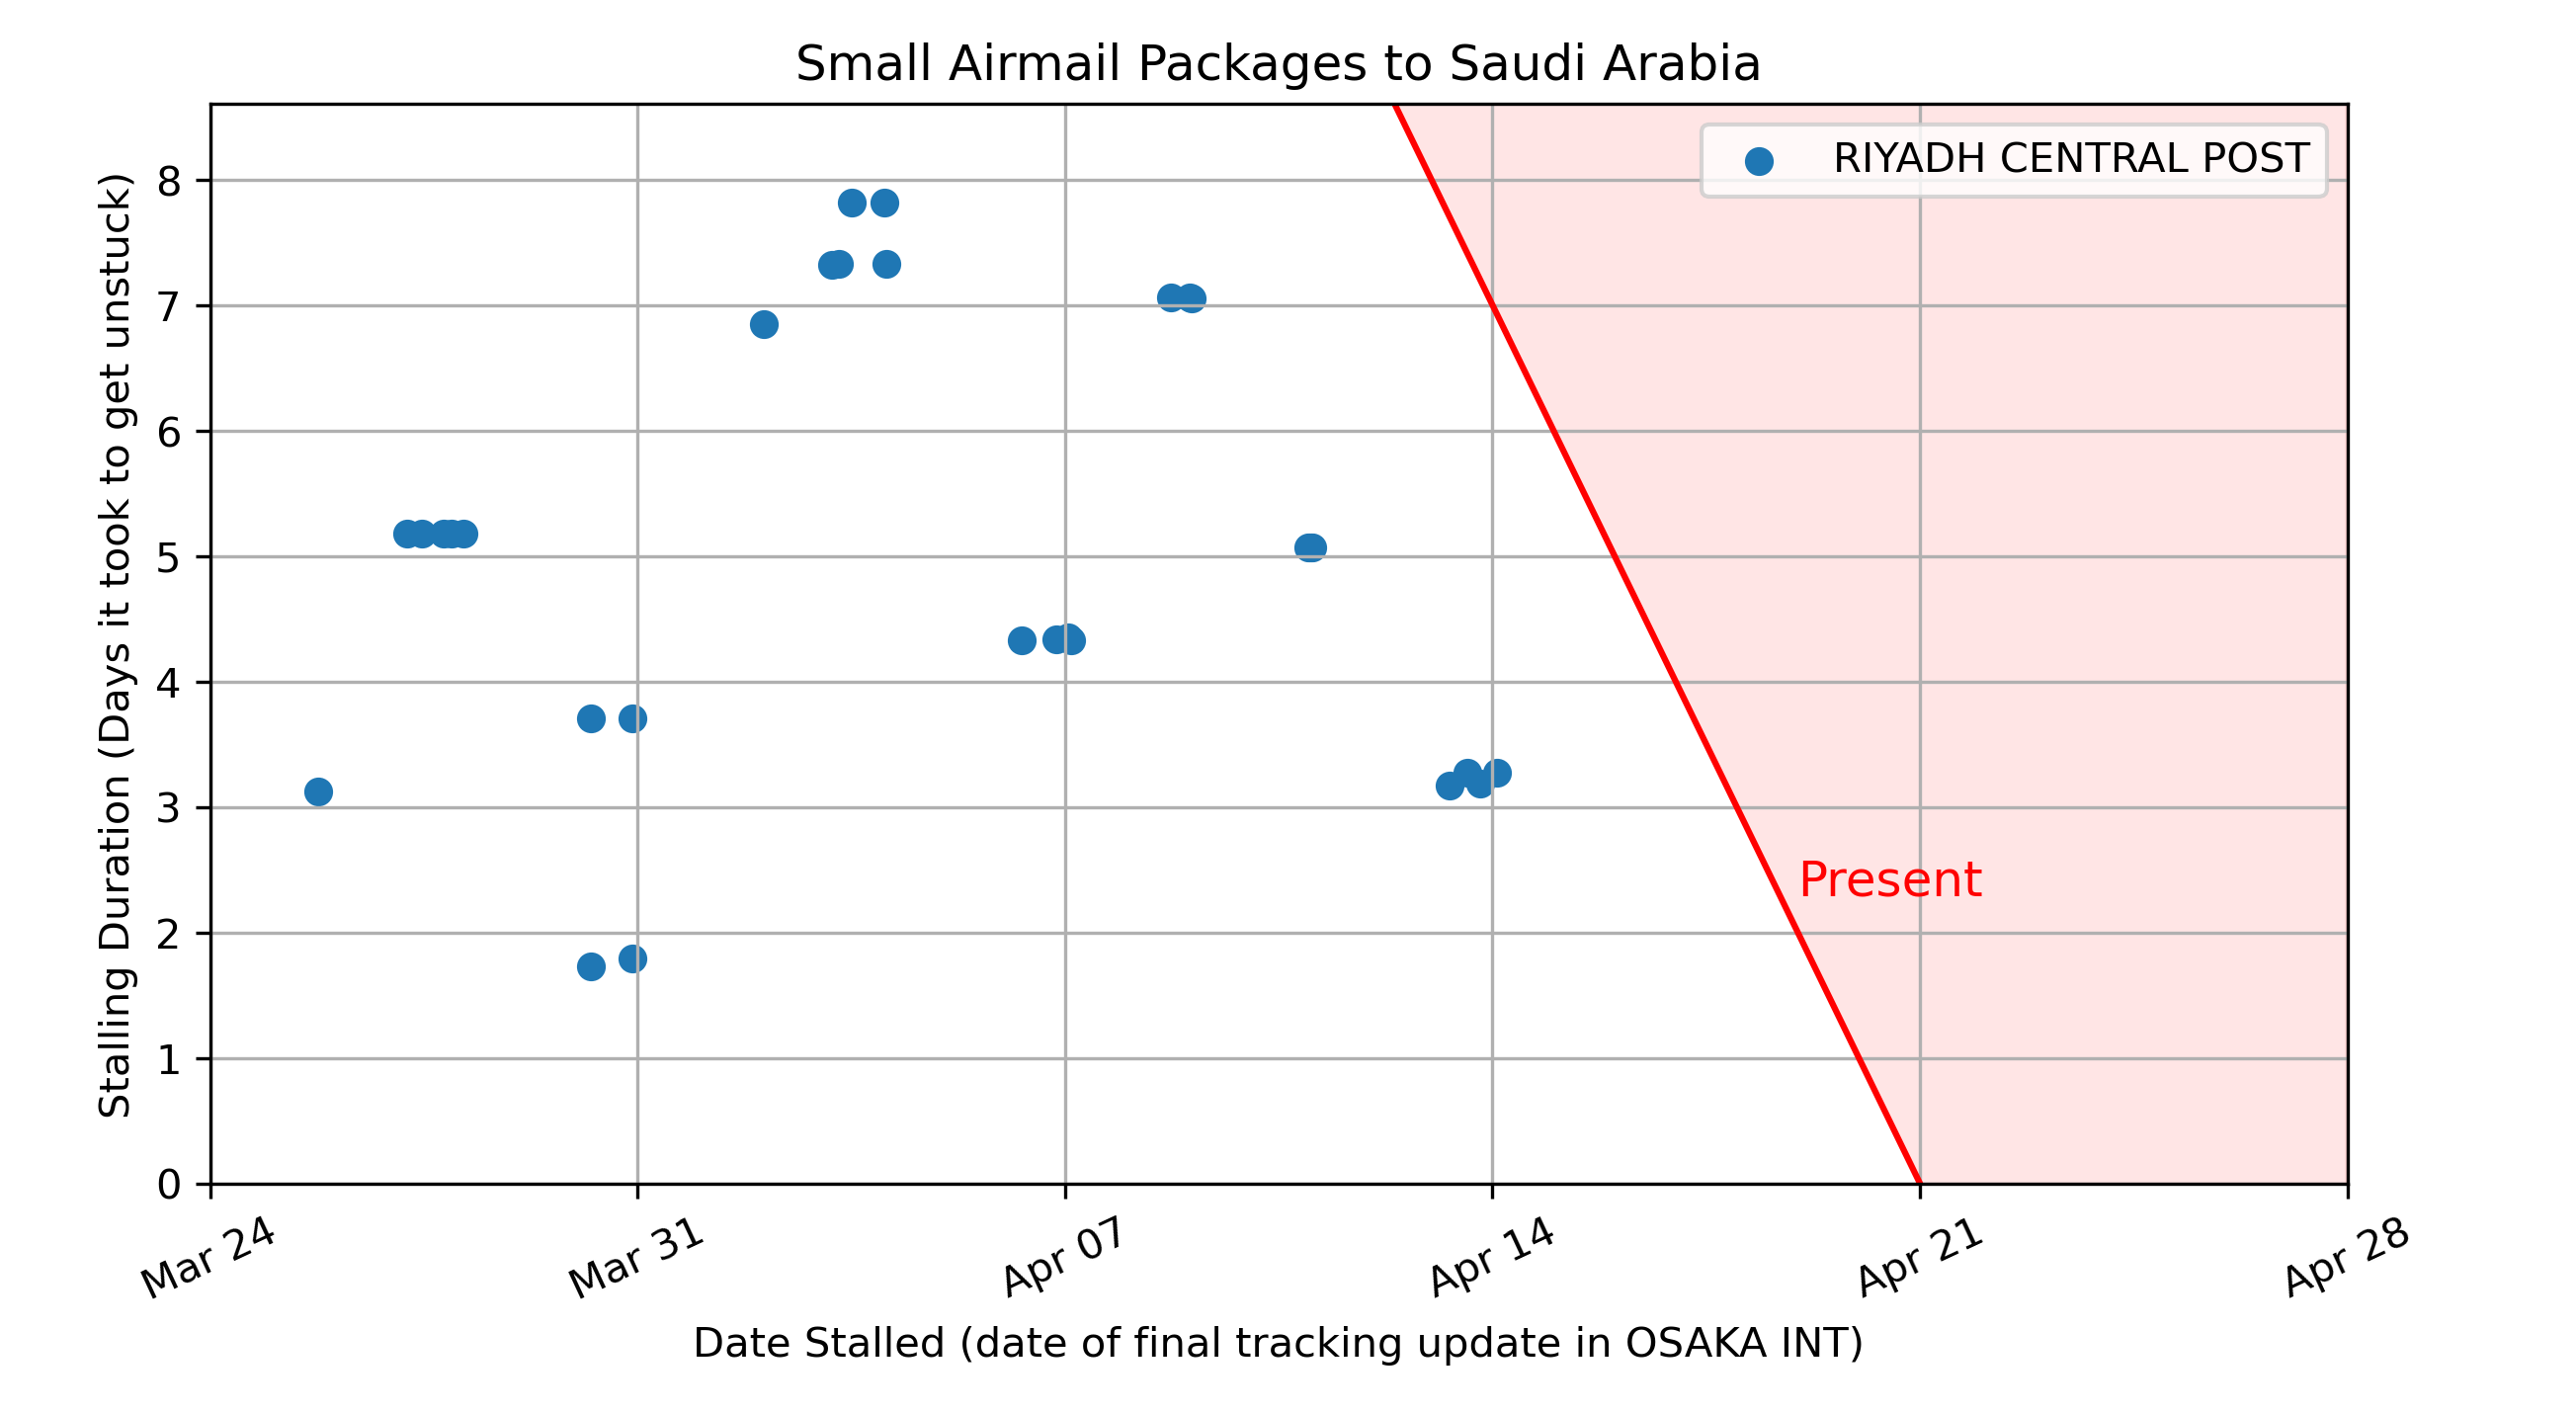 Small Airmail Packages to Saudi Arabia
RIYADH CENTRAL POST
Stalling Duration (Days it took to get unstuck)
8
7
6
5
4
3
2
1
0
Present
Mar 24
Mar 31
Apr 07
Apr 14
Apr 21
Apr 28
Date Stalled (date of final tracking update in OSAKA INT)